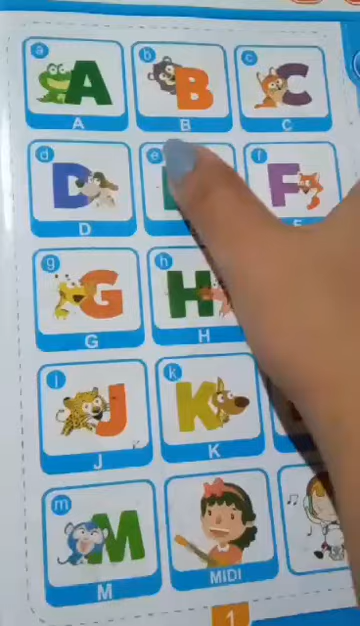 a b c
A B C
A B C
d e f
D F
D
g h
G H
G H
j k
J K
J K
m
M
M MIDI
1